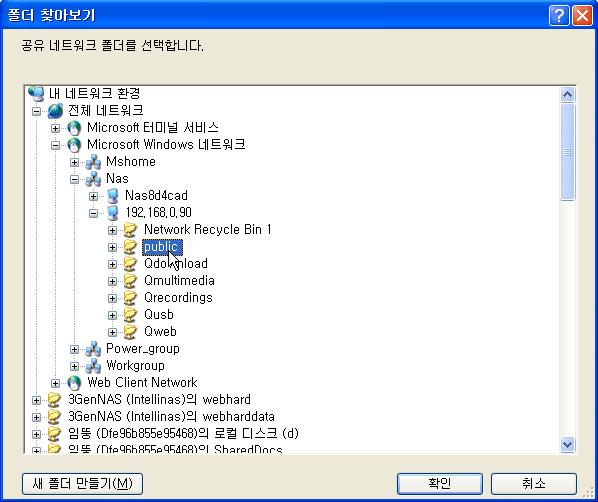 폴더 찾아보기
공유 네트워크 폴더를 선택합니다.
내 네트워크 환경
전체 네트워크
Microsoft 터미널 서비스
Microsoft Windows 네트워크
Mshome
Nas
Nas8d4cad
192,168,0,90
Network Recycle Bin 1
public
Qdownload
Qmultimedia
Qrecordings
Qusb
Qweb
Power_group
Workgroup
Web Client Network
3GenNAS (Intellinas)의 webhard
3GenNAS (Intellinas)의 webharddata
임뚱 (Dfe96b855e95468)의 로컬 디스크 (d)
임뚱 (Dfe96b855e95468)의 SharedDocs
새 폴더 만들기(M)
확인
취소